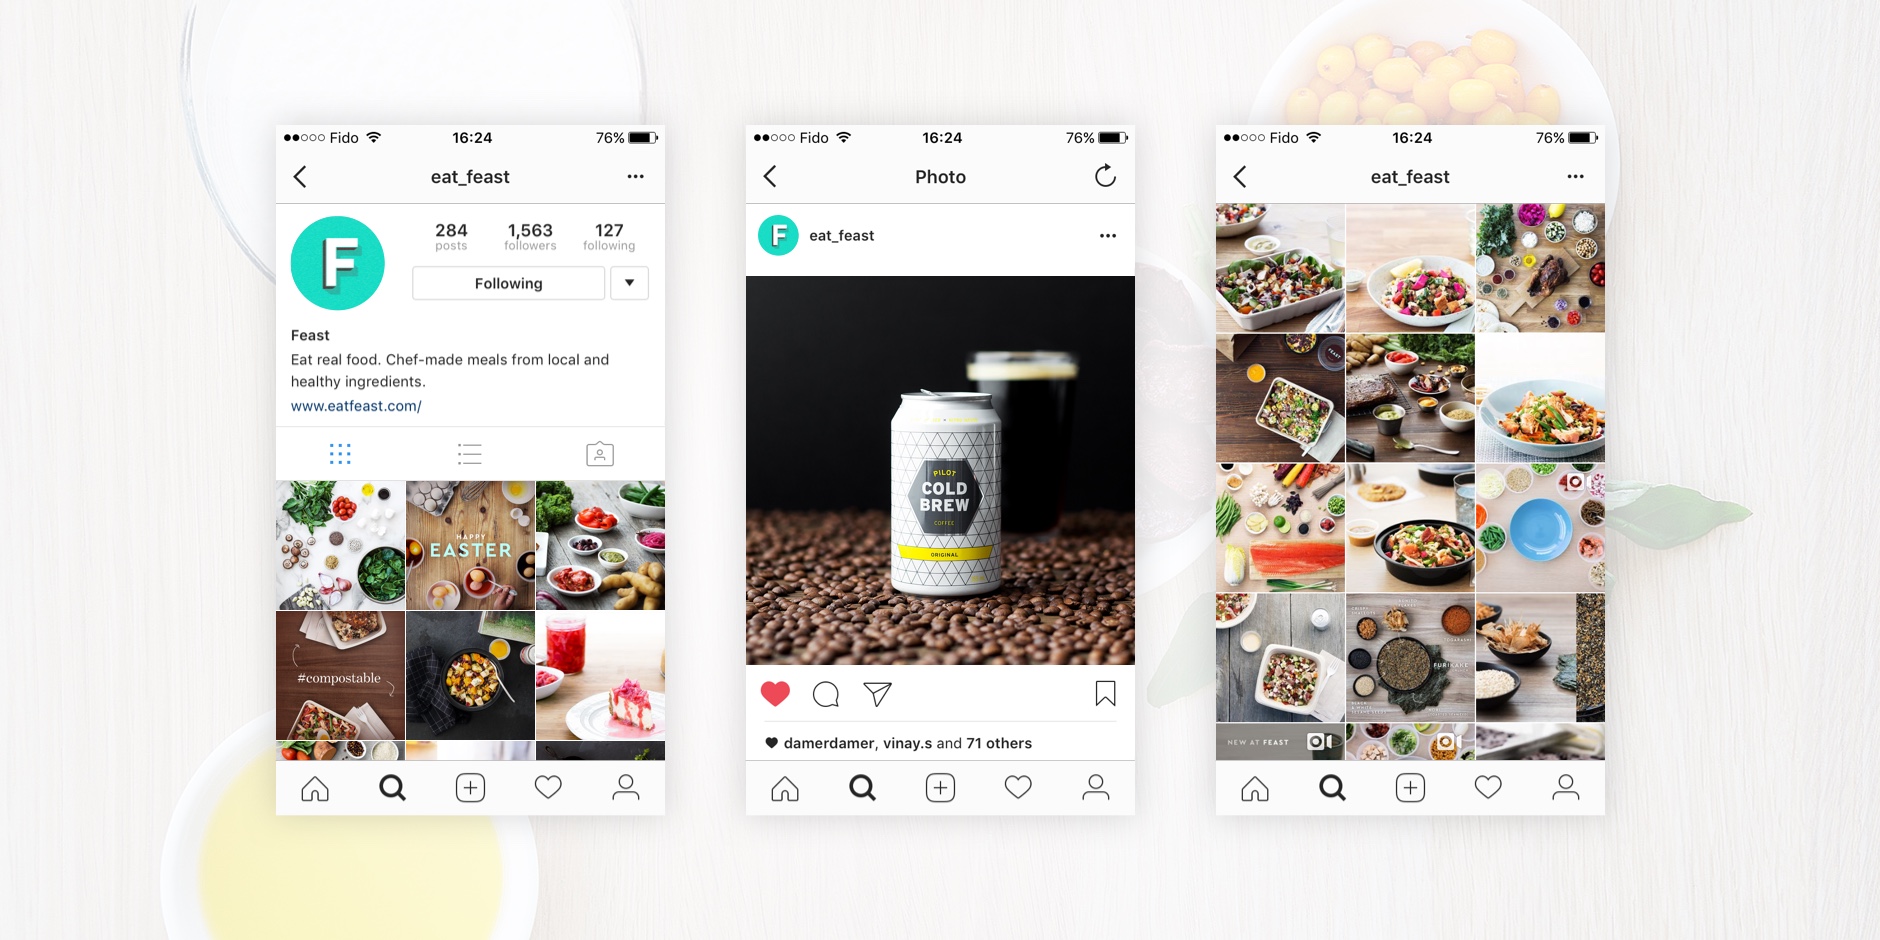 Fido 16:24 76%
eat_feast
F
284 1,563 127
posts followers following
Following
Feast
Eat real food. Chef-made meals from local and
healthy ingredients.
www.eatfeast.com/
HAPPY
EASTER
#compostable
Fido 16:24 76%
Photo
F eat_feast
PILOT
COLD
BREW
COFFEE
ORIGINAL
damerdamer, vinay.s and 71 others
Fido 16:24 76%
eat_feast
FEAST
FURIKAKE
NEW AT FEAST